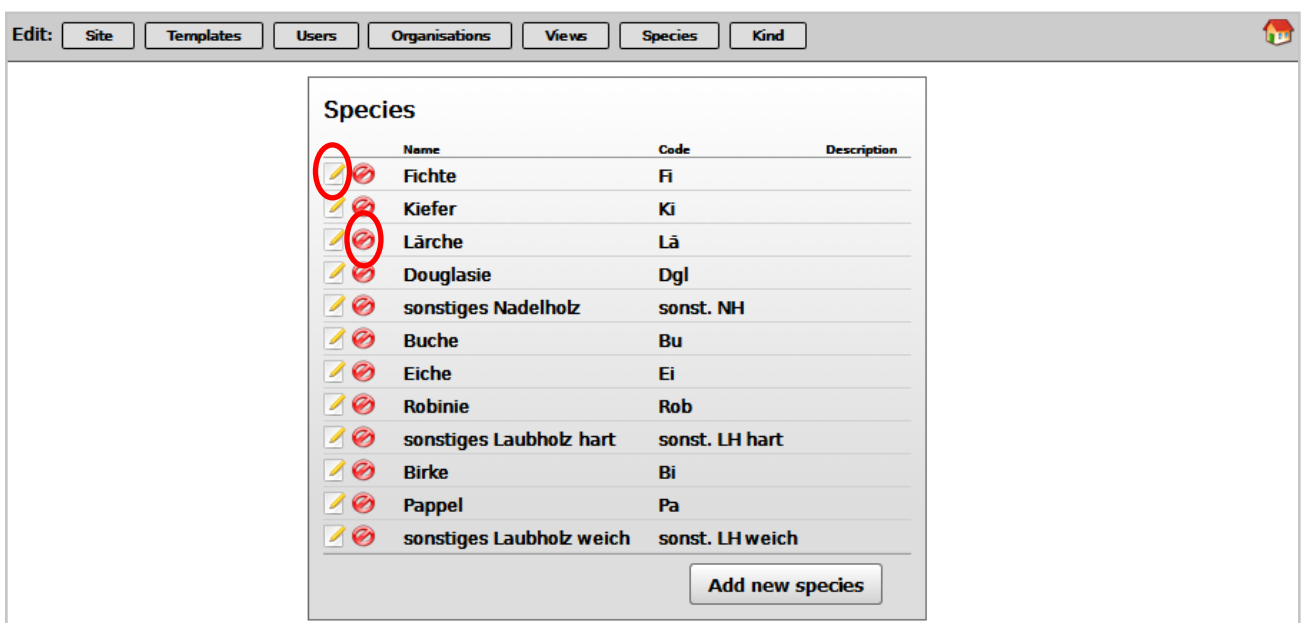 Edit: Site Templates Users Organisations Views Species Kind
Species
Name Code Description
Fichte Fi
Kiefer Ki
Lärche Lä
Douglasie Dgl
sonstiges Nadelholz sonst. NH
Buche Bu
Eiche Ei
Robinie Rob
sonstiges Laubholz hart sonst. LH hart
Birke Bi
Pappel Pa
sonstiges Laubholz weich sonst. LH weich
Add new species